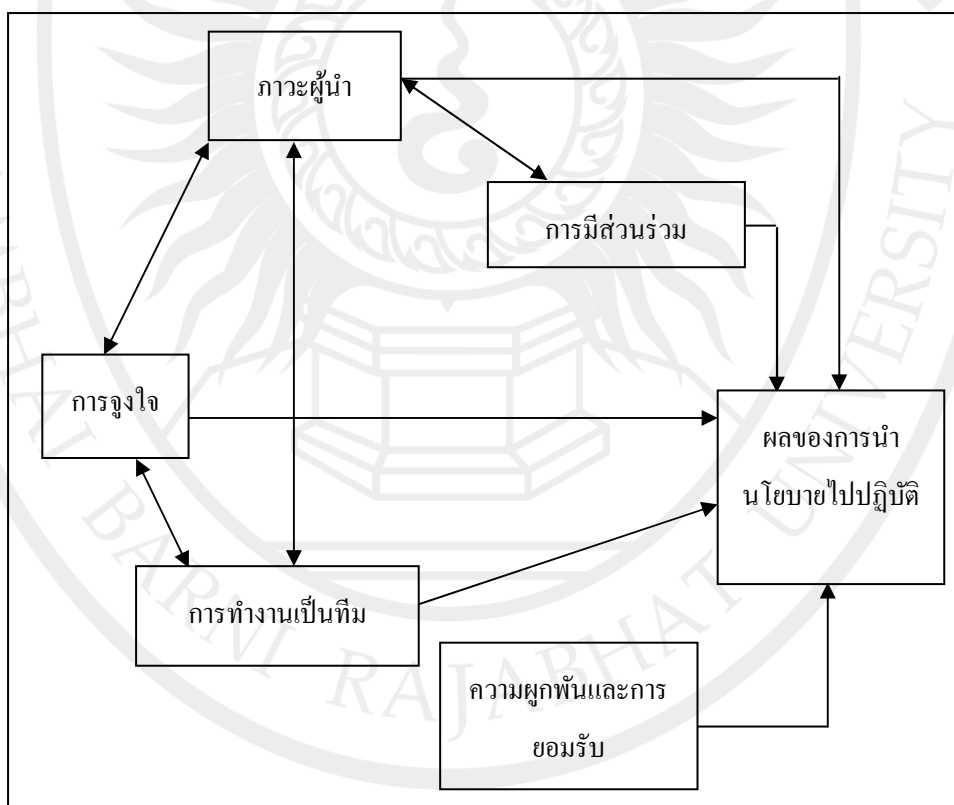 ภาวะผู้นำ
การมีส่วนร่วม
การจูงใจ
ผลของการนำ
นโยบายไปปฏิบัติ
การทำงานเป็นทีม
ความผูกพันและการ
ยอมรับ
BARNI RAJABHAT UNIVERSITY